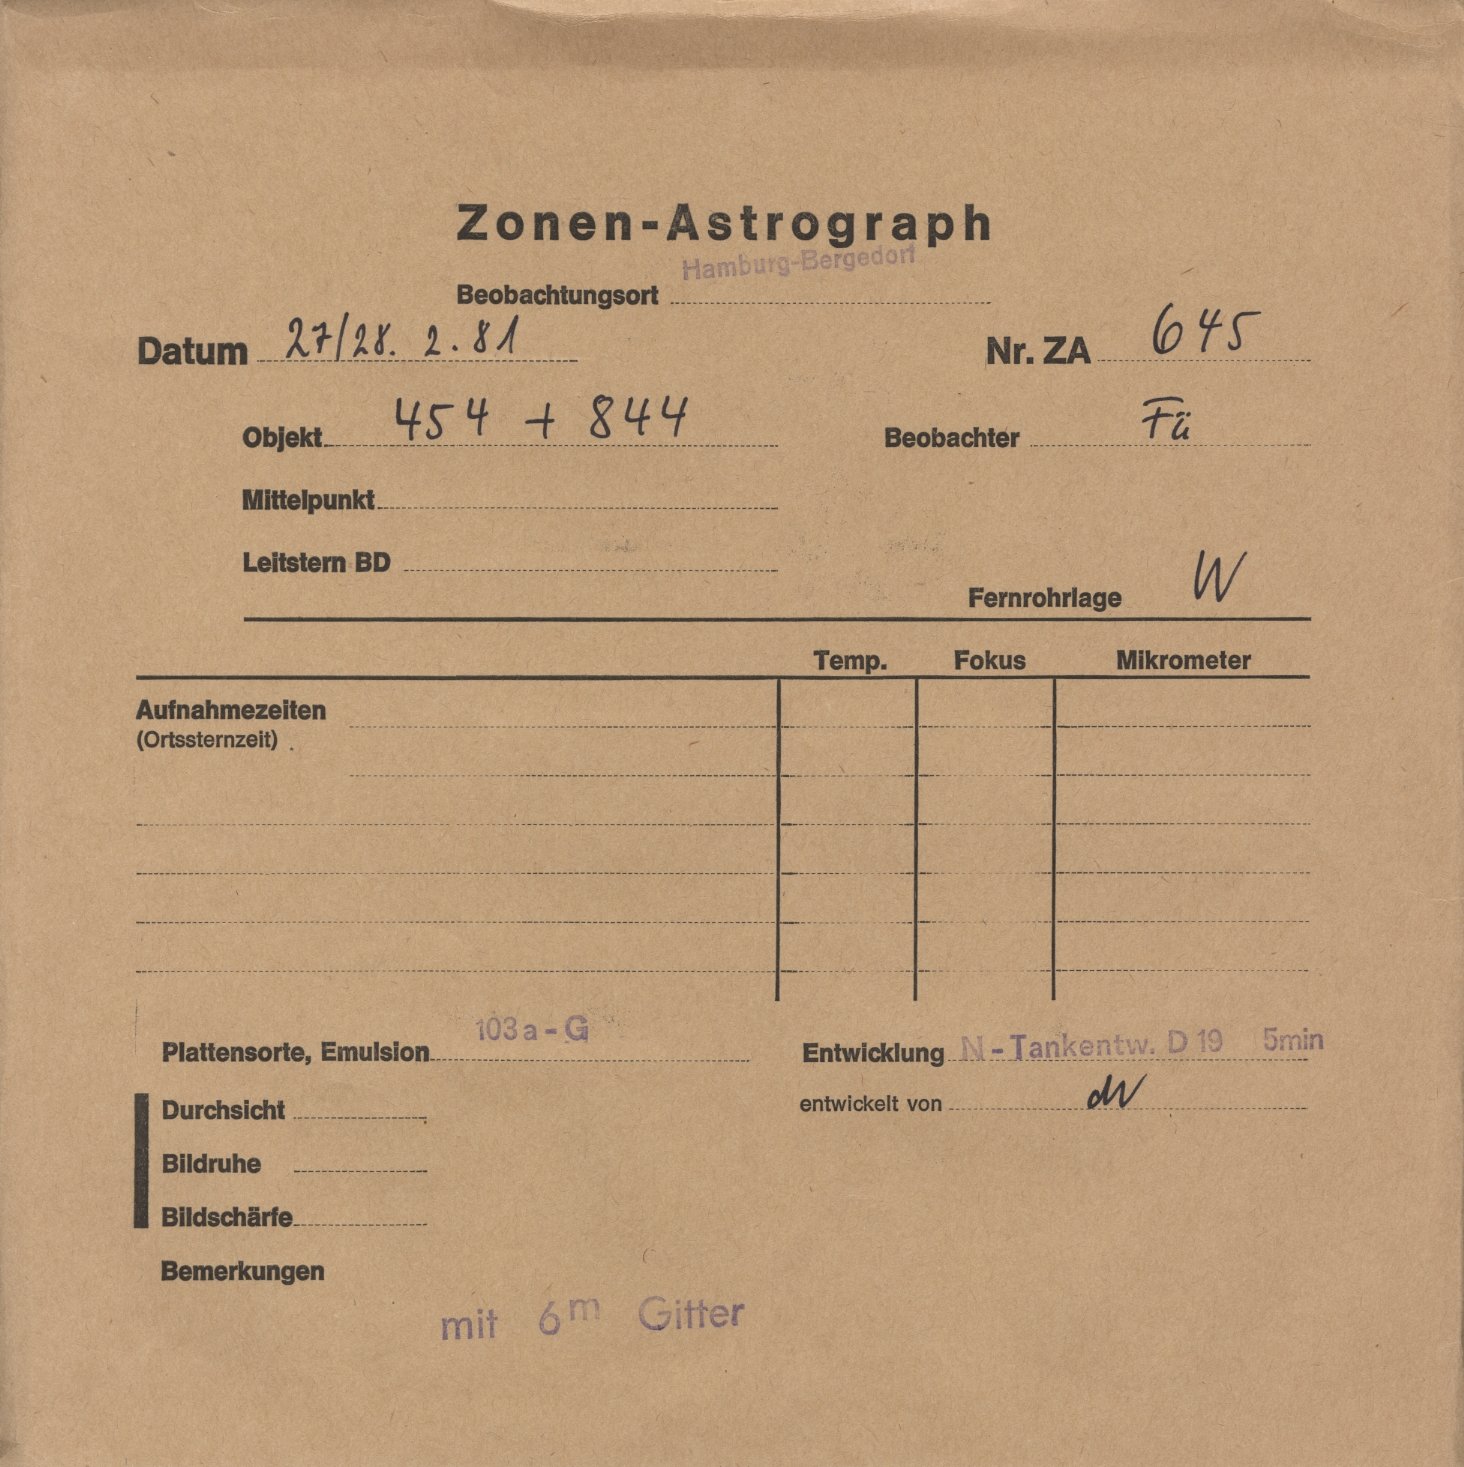 Zonen-Astrograph
Hamburg-Bergedorf
Beobachtungsort
Datum 27/28. 2. 81 Nr. ZA 645
Objekt 454 + 844 Beobachter Fü
Mittelpunkt
Leitstern BD
Fernrohrlage W
Temp. Fokus Mikrometer
Aufnahmezeiten
(Ortssternzeit)
Plattensorte, Emulsion 103a-G Entwicklung N-Tankentw. D 19 5min
Durchsicht entwickelt von dW
Bildruhe
Bildschärfe
Bemerkungen
mit 6m Gitter